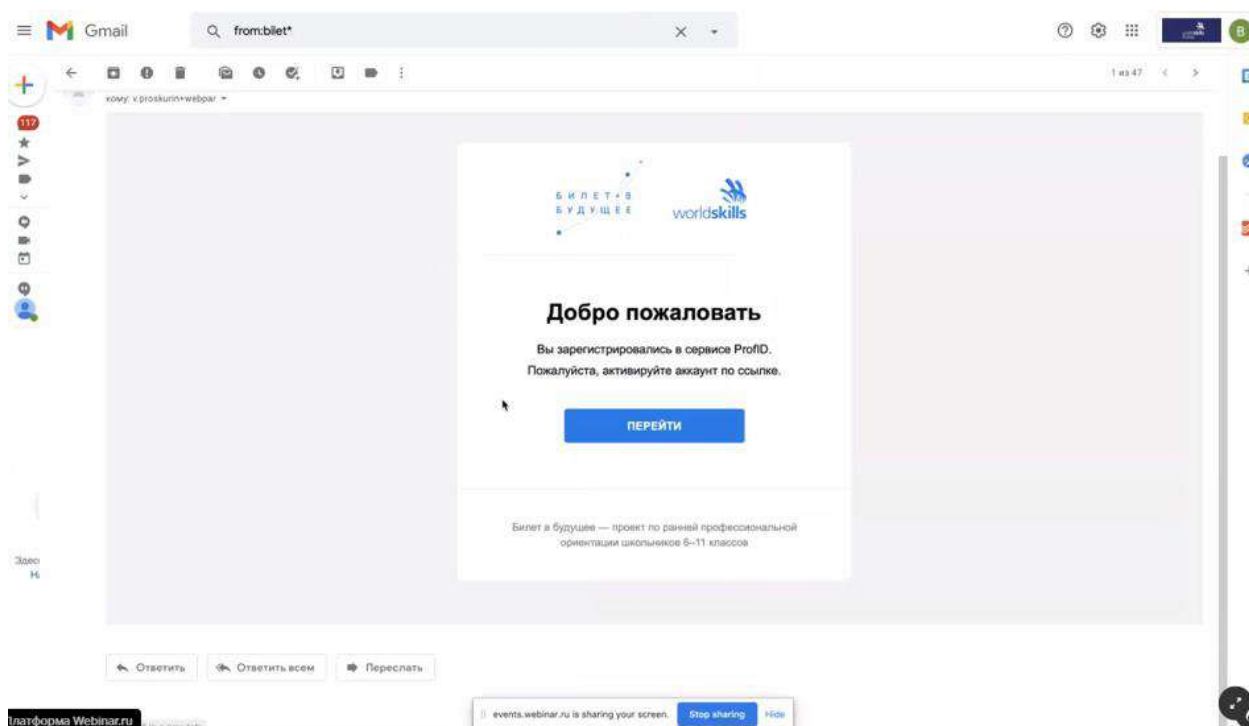 Gmail
from:bilet*
1 из 47
кому: v.proskurin+webpar
117
БИЛЕТ В
БУДУЩЕЕ
worldskills
Добро пожаловать
Вы зарегистрировались в сервисе ProfID.
Пожалуйста, активируйте аккаунт по ссылке.
ПЕРЕЙТИ
Билет в будущее — проект по ранней профессиональной
ориентации школьников 6–11 классов
Ответить
Ответить всем
Переслать
events.webinar.ru is sharing your screen.
Stop sharing
Hide
Платформа Webinar.ru